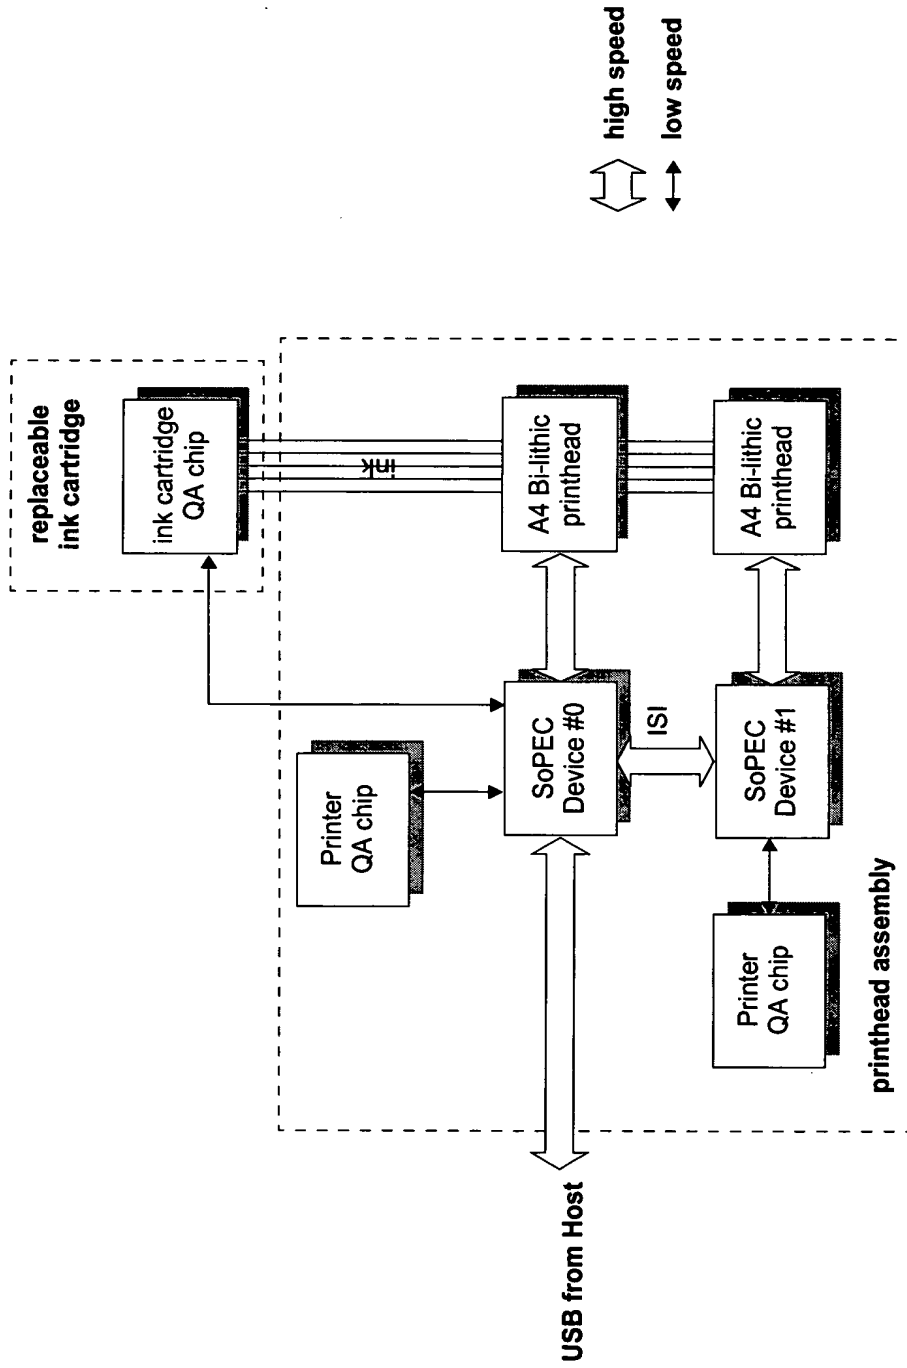 replaceable
ink cartridge
ink cartridge
QA chip
Printer
QA chip
ink
USB from Host
SoPEC
Device #0
A4 Bi-lithic
printhead
high speed
low speed
ISI
Printer
QA chip
SoPEC
Device #1
A4 Bi-lithic
printhead
printhead assembly